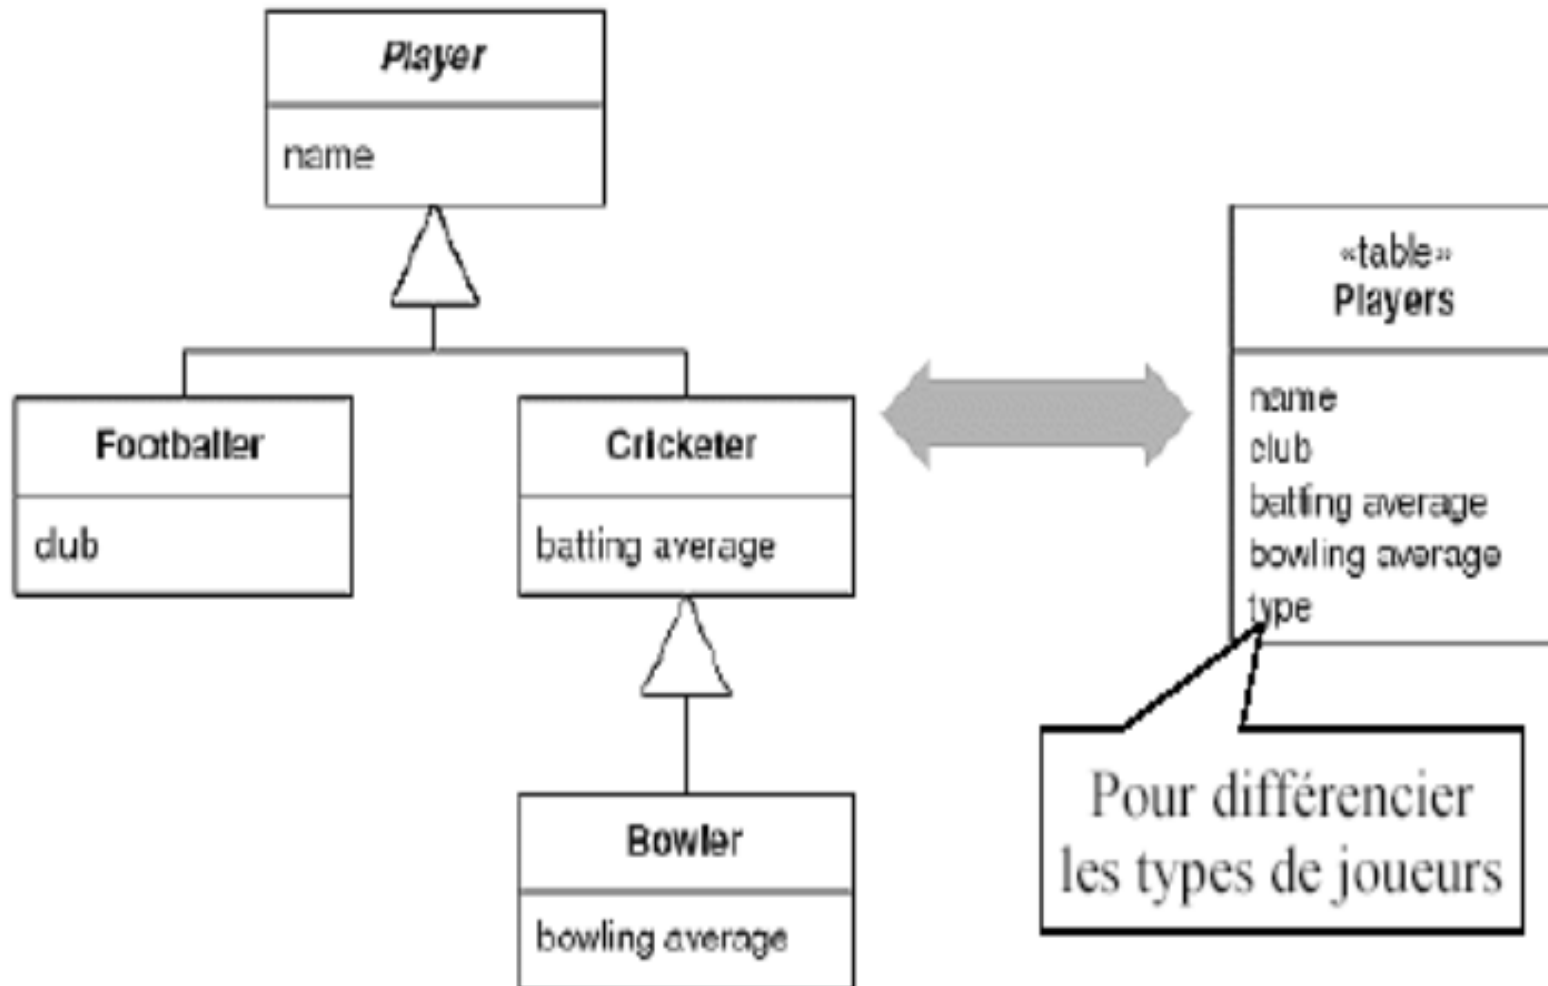 Player
name
Footballer
club
Cricketer
batting average
Bowler
bowling average
«table»
Players
name
club
batting average
bowling average
type
Pour différencier
les types de joueurs